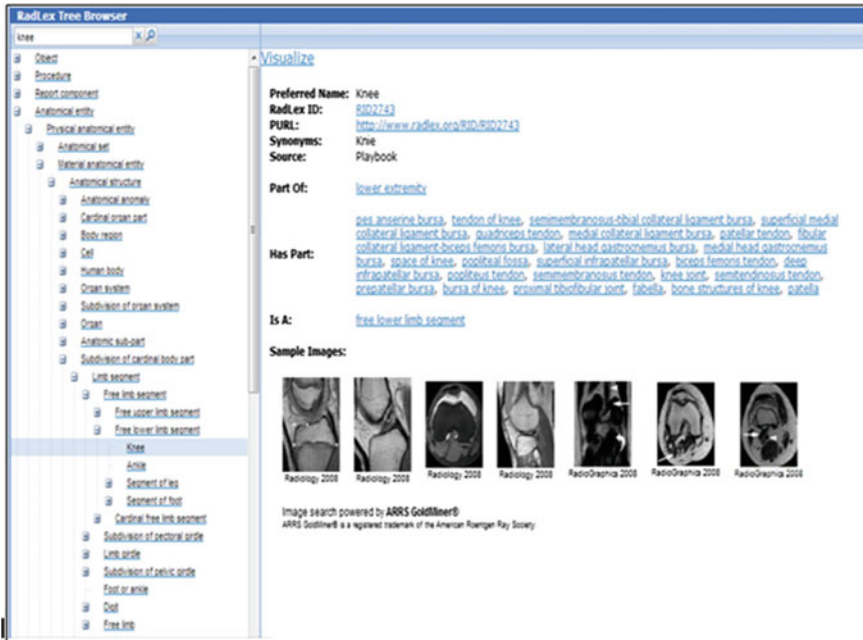 RadLex Tree Browser
knee
Object
Procedure
Report component
Anatomical entity
Physical anatomical entity
Anatomical set
Material anatomical entity
Anatomical structure
Anatomical anomaly
Cardinal organ part
Body region
Cell
Human body
Organ system
Subdivision of organ system
Organ
Anatomic sub-part
Subdivision of cardinal body part
Limb segment
Free limb segment
Free upper limb segment
Free lower limb segment
Knee
Ankle
Segment of leg
Segment of foot
Cardinal free limb segment
Subdivision of pectoral girdle
Limb girdle
Subdivision of pelvic girdle
Foot or ankle
Digit
Free limb
Visualize
Preferred Name: Knee
RadLex ID: RID2743
PURL: http://www.radlex.org/RID/RID2743
Synonyms: Knie
Source: Playbook
Part Of: lower extremity
Has Part:
pes anserine bursa, tendon of knee, semimembranosus-tibial collateral ligament bursa, superficial medial
collateral ligament bursa, quadriceps tendon, medial collateral ligament bursa, patellar tendon, fibular
collateral ligament-biceps femoris bursa, lateral head gastrocnemus bursa, medial head gastrocnemus
bursa, space of knee, popliteal fossa, superficial infrapatellar bursa, biceps femoris tendon, deep
infrapatellar bursa, popliteus tendon, semimembranosus tendon, knee joint, semitendinosus tendon,
prepatellar bursa, bursa of knee, proximal tibiofibular joint, fabella, bone structures of knee, patella
Is A: free lower limb segment
Sample Images:
Radiology 2008 Radiology 2008 Radiology 2008 Radiology 2008 RadioGraphics 2008 RadioGraphics 2008 RadioGraphics 2008
Image search powered by ARRS GoldMiner®
ARRS GoldMiner® is a registered trademark of the American Roentgen Ray Society.